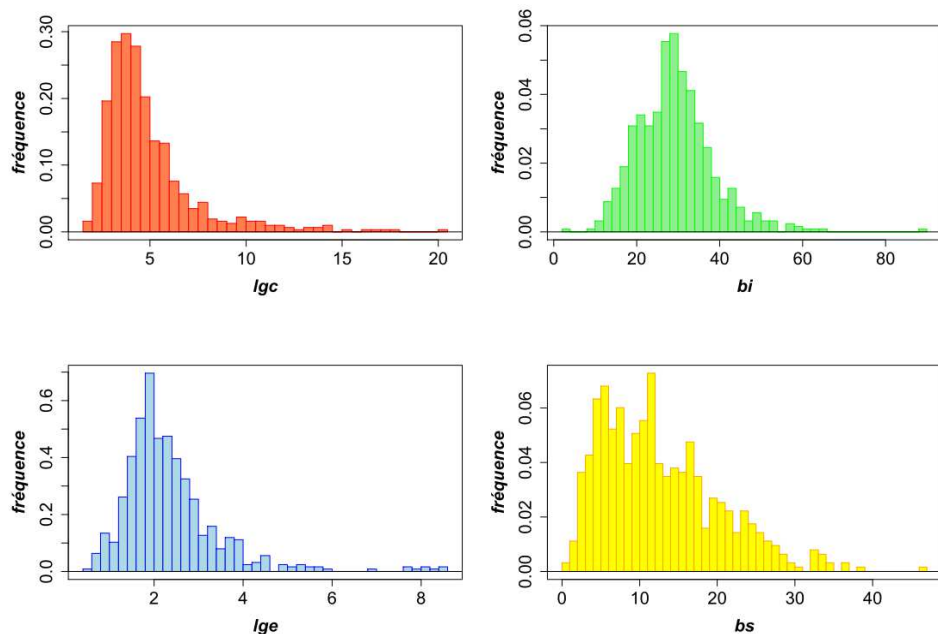 fréquence
0.00 0.10 0.20 0.30
5 10 15 20
lgc
fréquence
0.00 0.02 0.04 0.06
0 20 40 60 80
bi
fréquence
0.0 0.2 0.4 0.6
2 4 6 8
lge
fréquence
0.00 0.02 0.04 0.06
0 10 20 30 40
bs